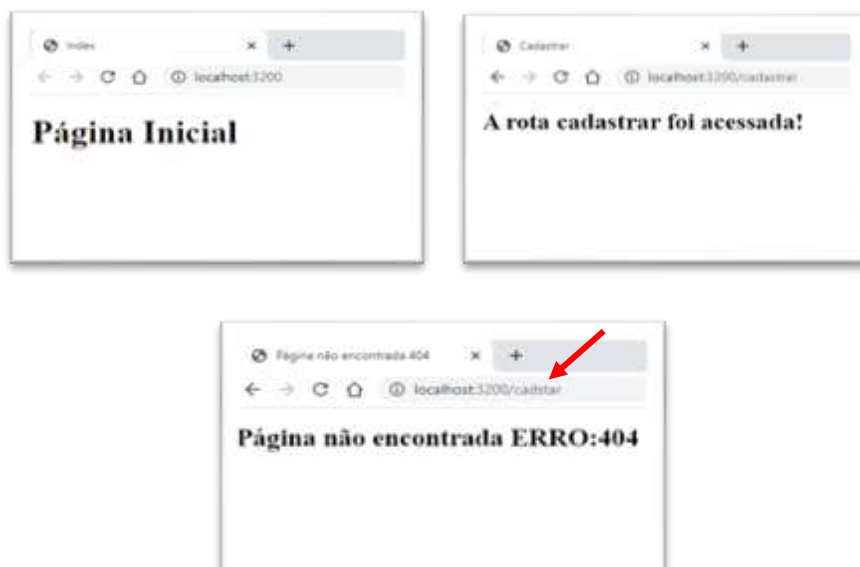 Index
localhost:3200
Página Inicial
Cadastrar
localhost:3200/cadastrar
A rota cadastrar foi acessada!
Página não encontrada 404
localhost:3200/cadstar
Página não encontrada ERRO:404